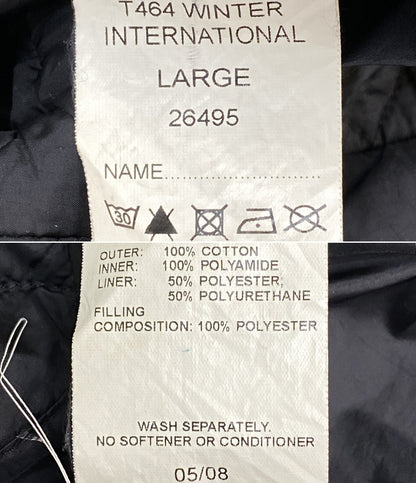 T464 WINTER
INTERNATIONAL
LARGE
26495
NAME...........................
30
OUTER: 100% COTTON
INNER: 100% POLYAMIDE
LINER: 50% POLYESTER;
50% POLYURETHANE
FILLING
COMPOSITION: 100% POLYESTER
WASH SEPARATELY.
NO SOFTENER OR CONDITIONER
05/08